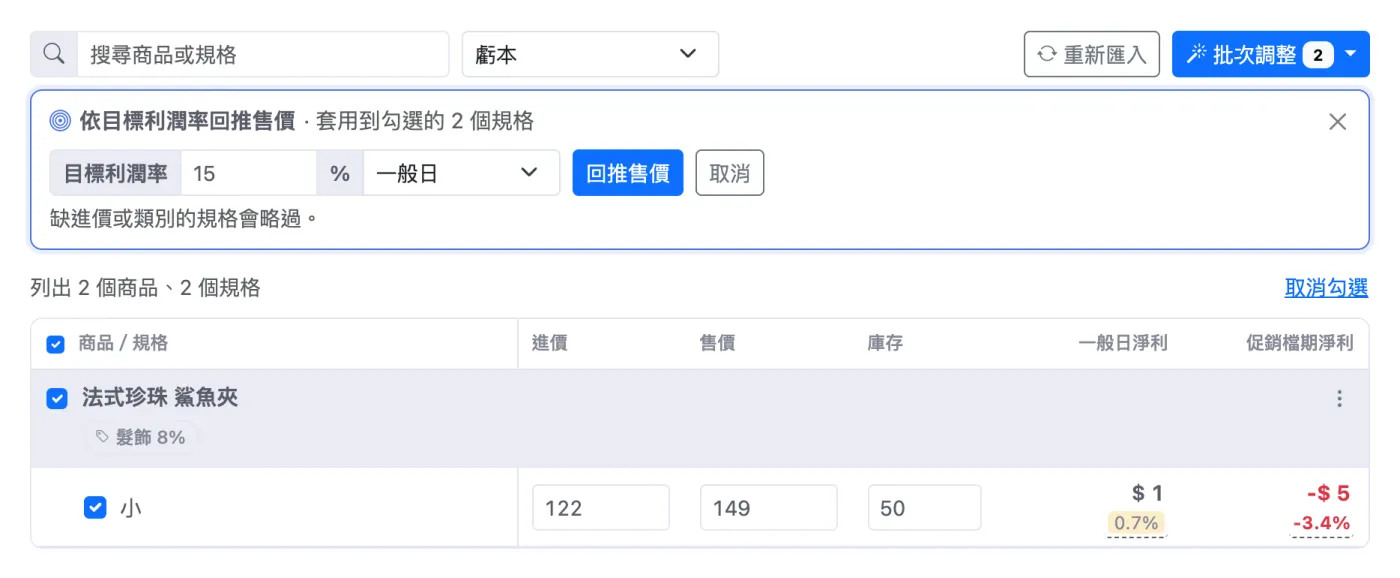 搜尋商品或規格 虧本 重新匯入 批次調整 2
依目標利潤率回推售價 · 套用到勾選的 2 個規格
目標利潤率 15 % 一般日 回推售價 取消
缺進價或類別的規格會略過。
列出 2 個商品、2 個規格 取消勾選
商品 / 規格 進價 售價 庫存 一般日淨利 促銷檔期淨利
法式珍珠 鯊魚夾
髮飾 8%
小 122 149 50 $ 1 -$ 5
0.7% -3.4%